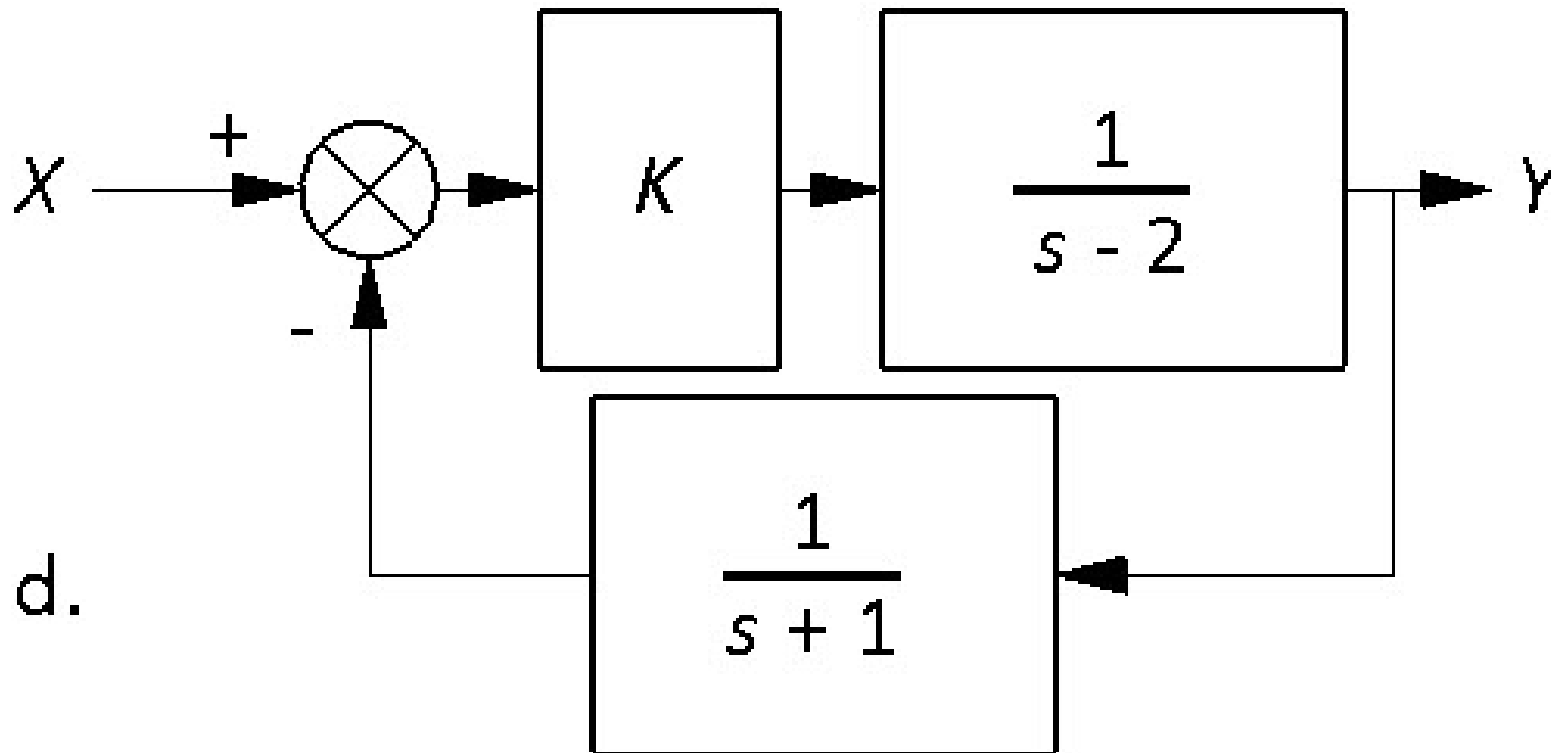 X + K 1/(s - 2) Y
-
d. 1/(s + 1)